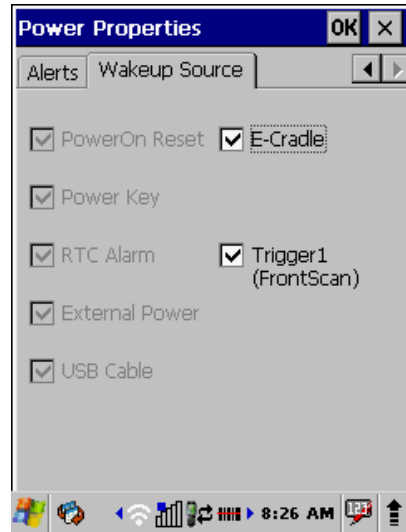 Power Properties OK ×
Alerts Wakeup Source
PowerOn Reset E-Cradle
Power Key
RTC Alarm Trigger1
(FrontScan)
External Power
USB Cable
8:26 AM 123